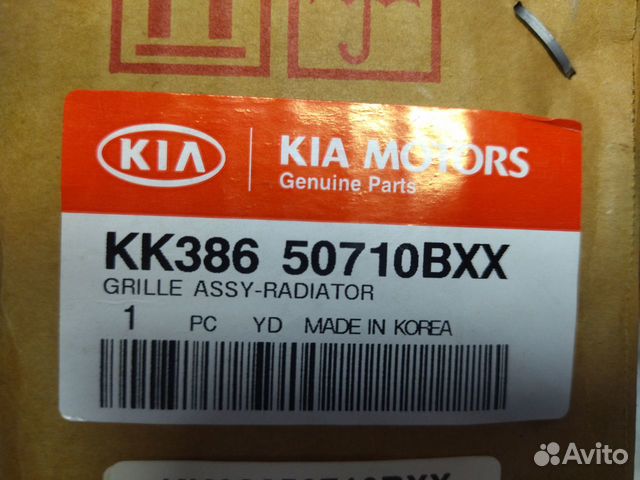 KIA
KIA MOTORS
Genuine Parts
KK386 50710BXX
GRILLE ASSY-RADIATOR
1 PC YD MADE IN KOREA
Avito